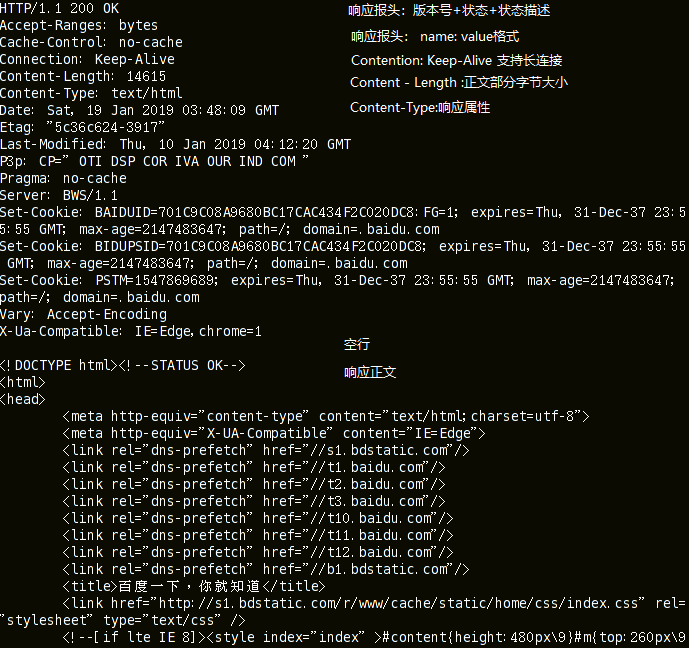 HTTP/1.1 200 OK
响应报头：版本号+状态+状态描述
Accept-Ranges: bytes
响应报头： name: value格式
Cache-Control: no-cache
Connection: Keep-Alive
Contention: Keep-Alive 支持长连接
Content-Length: 14615
Content - Length :正文部分字节大小
Content-Type: text/html
Content-Type:响应属性
Date: Sat, 19 Jan 2019 03:48:09 GMT
Etag: "5c36c624-3917"
Last-Modified: Thu, 10 Jan 2019 04:12:20 GMT
P3p: CP=" OTI DSP COR IVA OUR IND COM "
Pragma: no-cache
Server: BWS/1.1
Set-Cookie: BAIDUID=701C9C08A9680BC17CAC434F2C020DC8:FG=1; expires=Thu, 31-Dec-37 23:5
5:55 GMT; max-age=2147483647; path=/; domain=.baidu.com
Set-Cookie: BIDUPSID=701C9C08A9680BC17CAC434F2C020DC8; expires=Thu, 31-Dec-37 23:55:55
GMT; max-age=2147483647; path=/; domain=.baidu.com
Set-Cookie: PSTM=1547869689; expires=Thu, 31-Dec-37 23:55:55 GMT; max-age=2147483647;
path=/; domain=.baidu.com
Vary: Accept-Encoding
X-Ua-Compatible: IE=Edge,chrome=1
空行
<!DOCTYPE html><!--STATUS OK-->
响应正文
<html>
<head>
<meta http-equiv="content-type" content="text/html;charset=utf-8">
<meta http-equiv="X-UA-Compatible" content="IE=Edge">
<link rel="dns-prefetch" href="//s1.bdstatic.com"/>
<link rel="dns-prefetch" href="//t1.baidu.com"/>
<link rel="dns-prefetch" href="//t2.baidu.com"/>
<link rel="dns-prefetch" href="//t3.baidu.com"/>
<link rel="dns-prefetch" href="//t10.baidu.com"/>
<link rel="dns-prefetch" href="//t11.baidu.com"/>
<link rel="dns-prefetch" href="//t12.baidu.com"/>
<link rel="dns-prefetch" href="//b1.bdstatic.com"/>
<title>百度一下，你就知道</title>
<link href="http://s1.bdstatic.com/r/www/cache/static/home/css/index.css" rel=
"stylesheet" type="text/css" />
<!--[if lte IE 8]><style index="index" >#content{height:480px\9}#m{top:260px\9